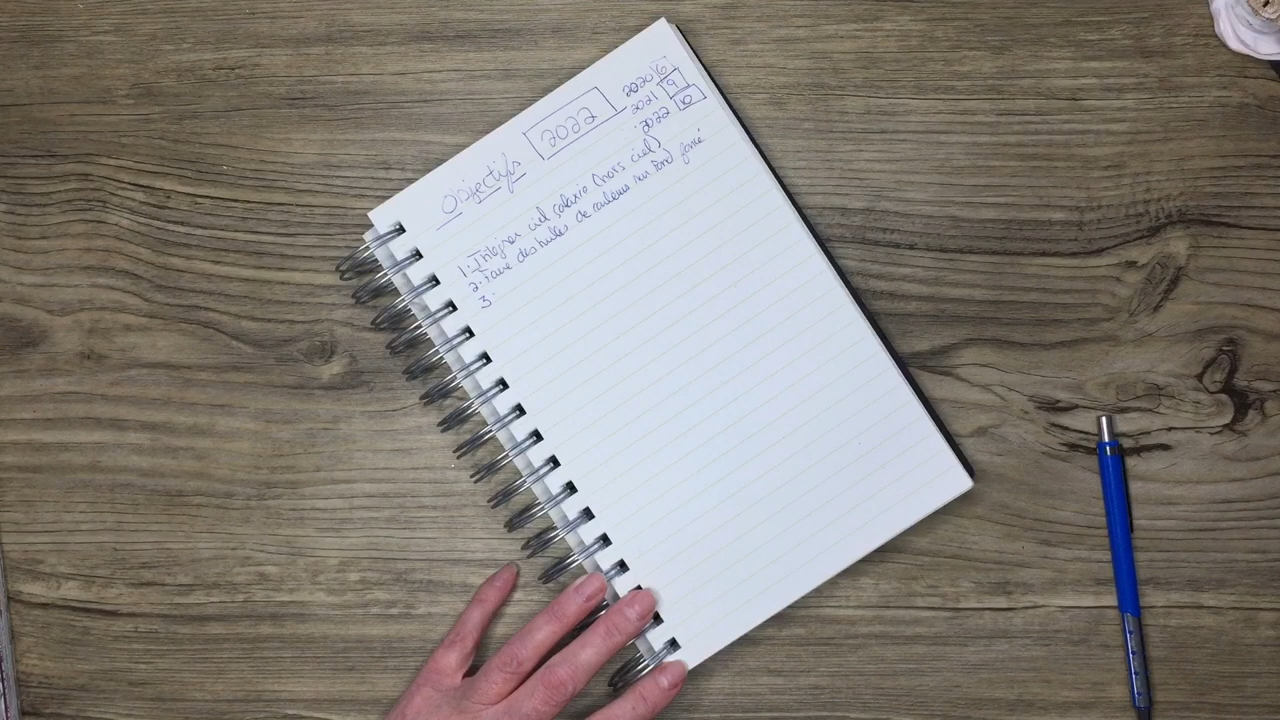 Objectifs 2022
2020 6
2021 9
2022 10
1. Intégrer ciel solaire (hors ciel)
2. Faire des bulles de couleurs sur fond foncé
3.